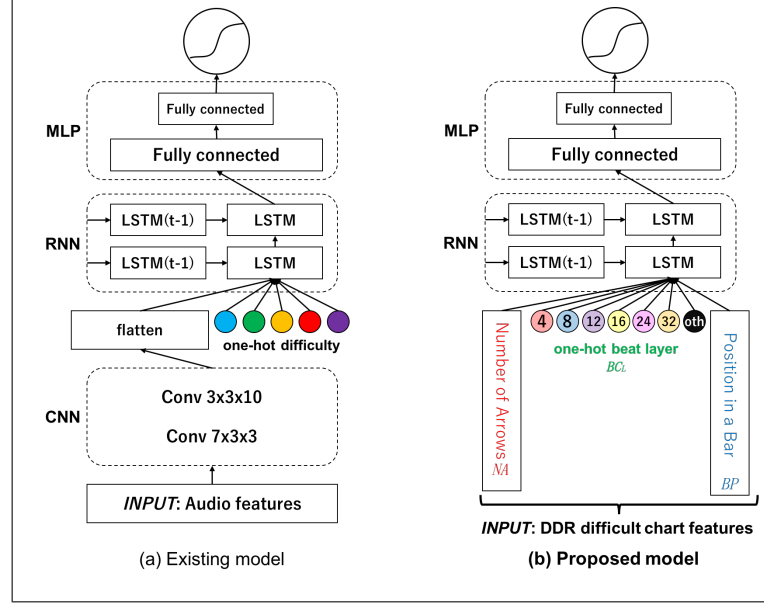 Fully connected
MLP
Fully connected
LSTM(t-1)
LSTM
RNN
LSTM(t-1)
LSTM
flatten
one-hot difficulty
Conv 3x3x10
CNN
Conv 7x3x3
INPUT: Audio features
(a) Existing model
Fully connected
MLP
Fully connected
LSTM(t-1)
LSTM
RNN
LSTM(t-1)
LSTM
4 8 12 16 24 32 oth
one-hot beat layer
BCL
Number of Arrows NA
Position in a Bar BP
INPUT: DDR difficult chart features
(b) Proposed model